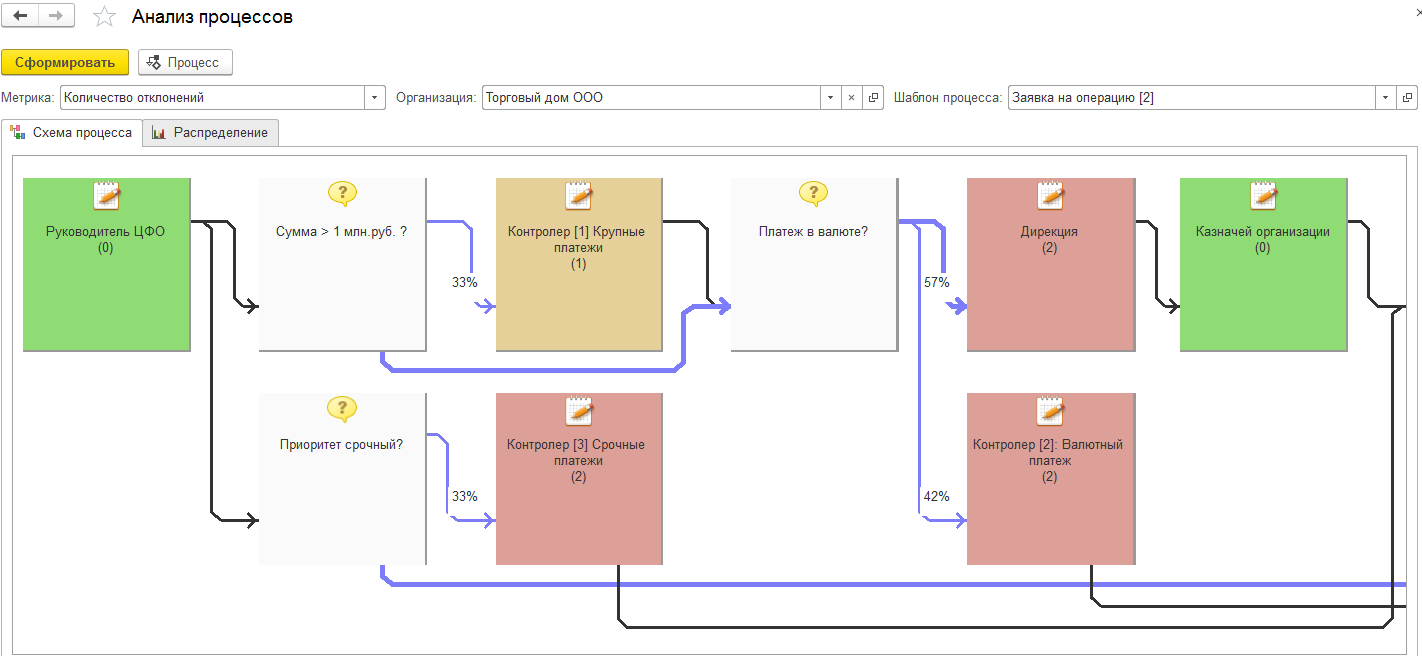 Анализ процессов
Сформировать
Процесс
Метрика: Количество отклонений
Организация: Торговый дом ООО
Шаблон процесса: Заявка на операцию [2]
Схема процесса
Распределение
Руководитель ЦФО
(0)
Сумма > 1 млн.руб. ?
33%
Контролер [1] Крупные
платежи
(1)
Платеж в валюте?
57%
Дирекция
(2)
Казначей организации
(0)
Приоритет срочный?
33%
Контролер [3] Срочные
платежи
(2)
42%
Контролер [2]: Валютный
платеж
(2)